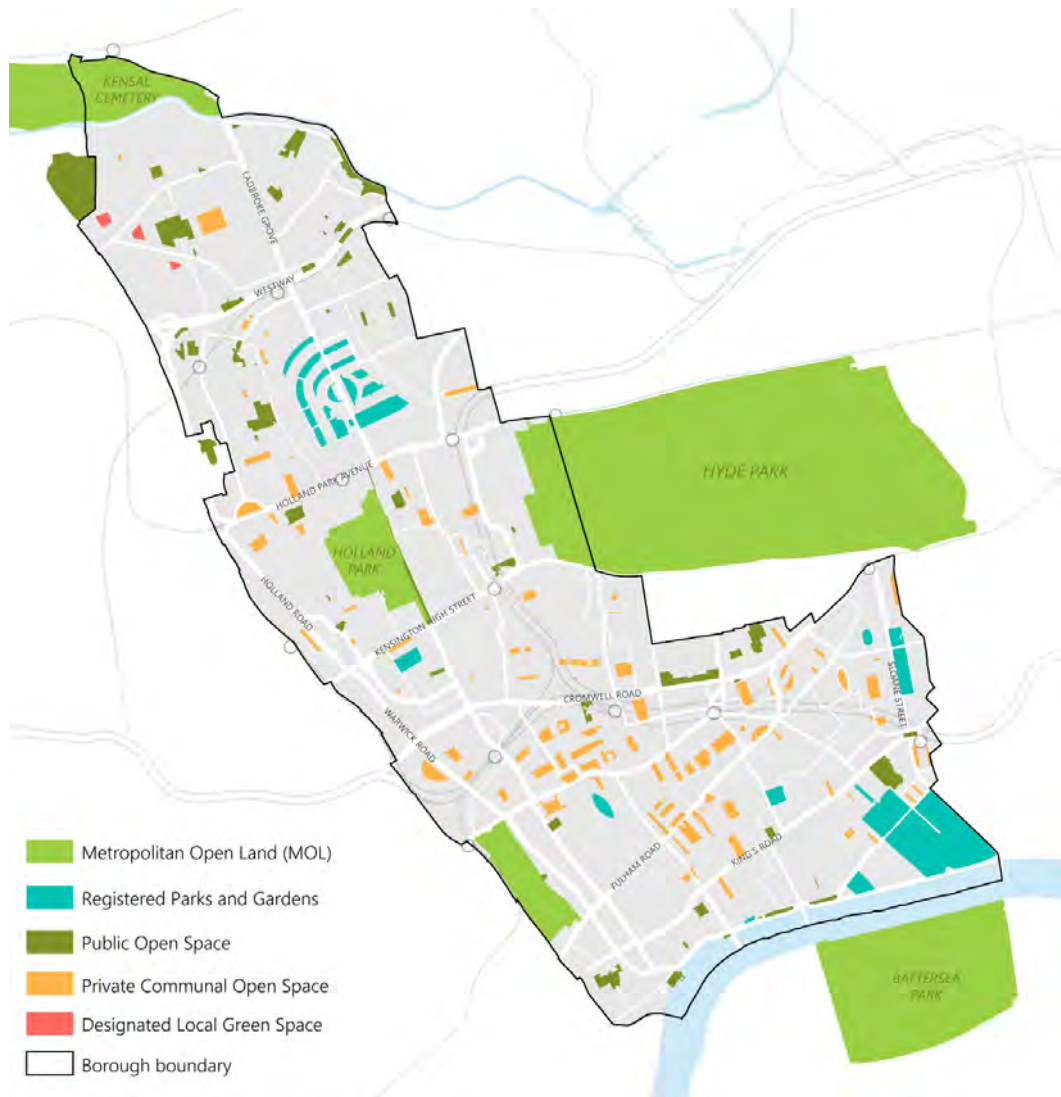 KENSAL
CEMETERY
LADBROKE GROVE
WESTWAY
HYDE PARK
HOLLAND PARK AVENUE
HOLLAND
PARK
HOLLAND ROAD
KENSINGTON HIGH STREET
SLOANE STREET
CROMWELL ROAD
WARWICK ROAD
FULHAM ROAD
KING'S ROAD
BATTERSEA
PARK
Metropolitan Open Land (MOL)
Registered Parks and Gardens
Public Open Space
Private Communal Open Space
Designated Local Green Space
Borough boundary